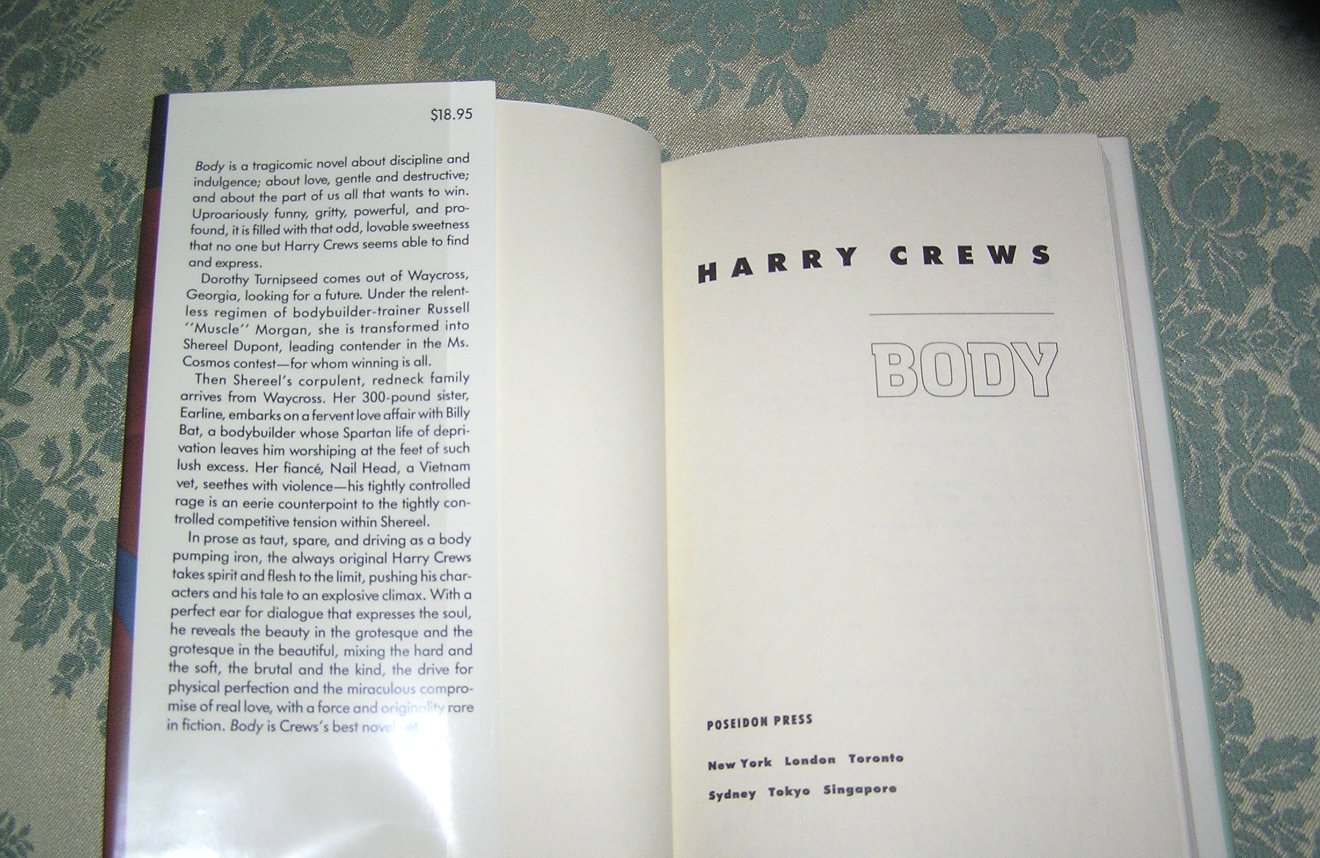 $18.95
Body is a tragicomic novel about discipline and
indulgence; about love, gentle and destructive;
and about the part of us all that wants to win.
Uproariously funny, gritty, powerful, and pro-
found, it is filled with that odd, lovable sweetness
that no one but Harry Crews seems able to find
and express.
Dorothy Turnipseed comes out of Waycross,
Georgia, looking for a future. Under the relent-
less regimen of bodybuilder-trainer Russell
"Muscle" Morgan, she is transformed into
Shereel Dupont, leading contender in the Ms.
Cosmos contest—for whom winning is all.
Then Shereel's corpulent, redneck family
arrives from Waycross. Her 300-pound sister,
Earline, embarks on a fervent love affair with Billy
Bat, a bodybuilder whose Spartan life of depri-
vation leaves him worshiping at the feet of such
lush excess. Her fiancé, Nail Head, a Vietnam
vet, seethes with violence—his tightly controlled
rage is an eerie counterpoint to the tightly con-
trolled competitive tension within Shereel.
In prose as taut, spare, and driving as a body
pumping iron, the always original Harry Crews
takes spirit and flesh to the limit, pushing his char-
acters and his tale to an explosive climax. With a
perfect ear for dialogue that expresses the soul,
he reveals the beauty in the grotesque and the
grotesque in the beautiful, mixing the hard and
the soft, the brutal and the kind, the drive for
physical perfection and the miraculous compro-
mise of real love, with a force and originality rare
in fiction. Body is Crews's best novel yet.
HARRY CREWS
BODY
POSEIDON PRESS
New York London Toronto
Sydney Tokyo Singapore